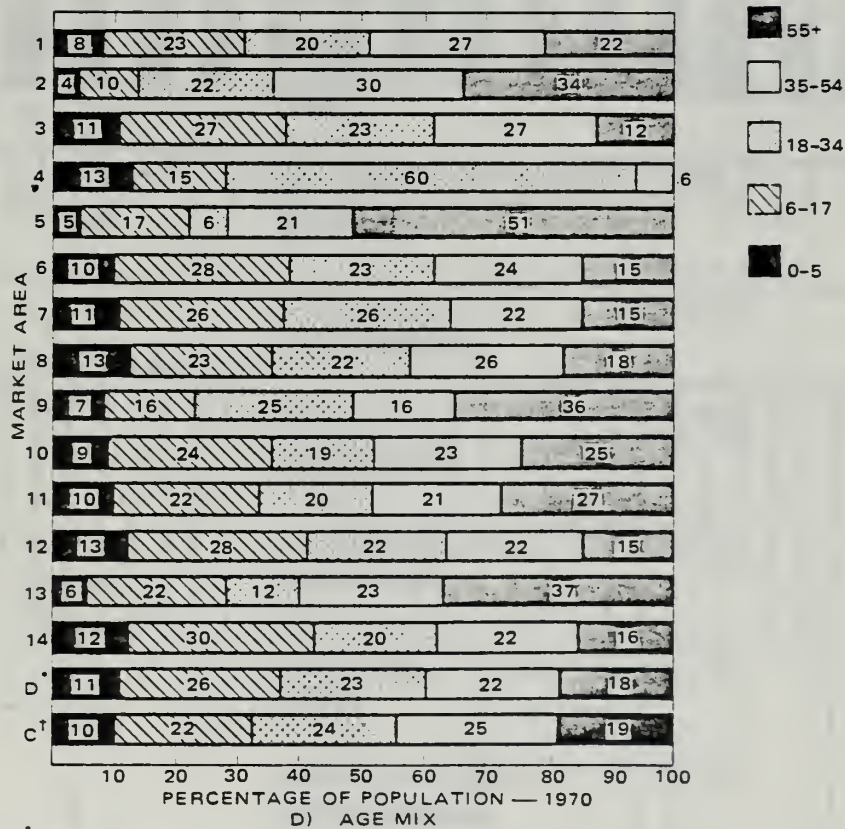 1 8 23 20 27 22
2 4 10 22 30 34
3 11 27 23 27 12
4 13 15 60 6
5 5 17 6 21 51
6 10 28 23 24 15
7 11 26 26 22 15
8 13 23 22 26 18
9 7 16 25 16 36
10 9 24 19 23 25
11 10 22 20 21 27
12 13 28 22 22 15
13 6 22 12 23 37
14 12 30 20 22 16
D* 11 26 23 22 18
C† 10 22 24 25 19
MARKET AREA
10 20 30 40 50 60 70 80 90 100
PERCENTAGE OF POPULATION — 1970
D) AGE MIX
55+
35-54
18-34
6-17
0-5